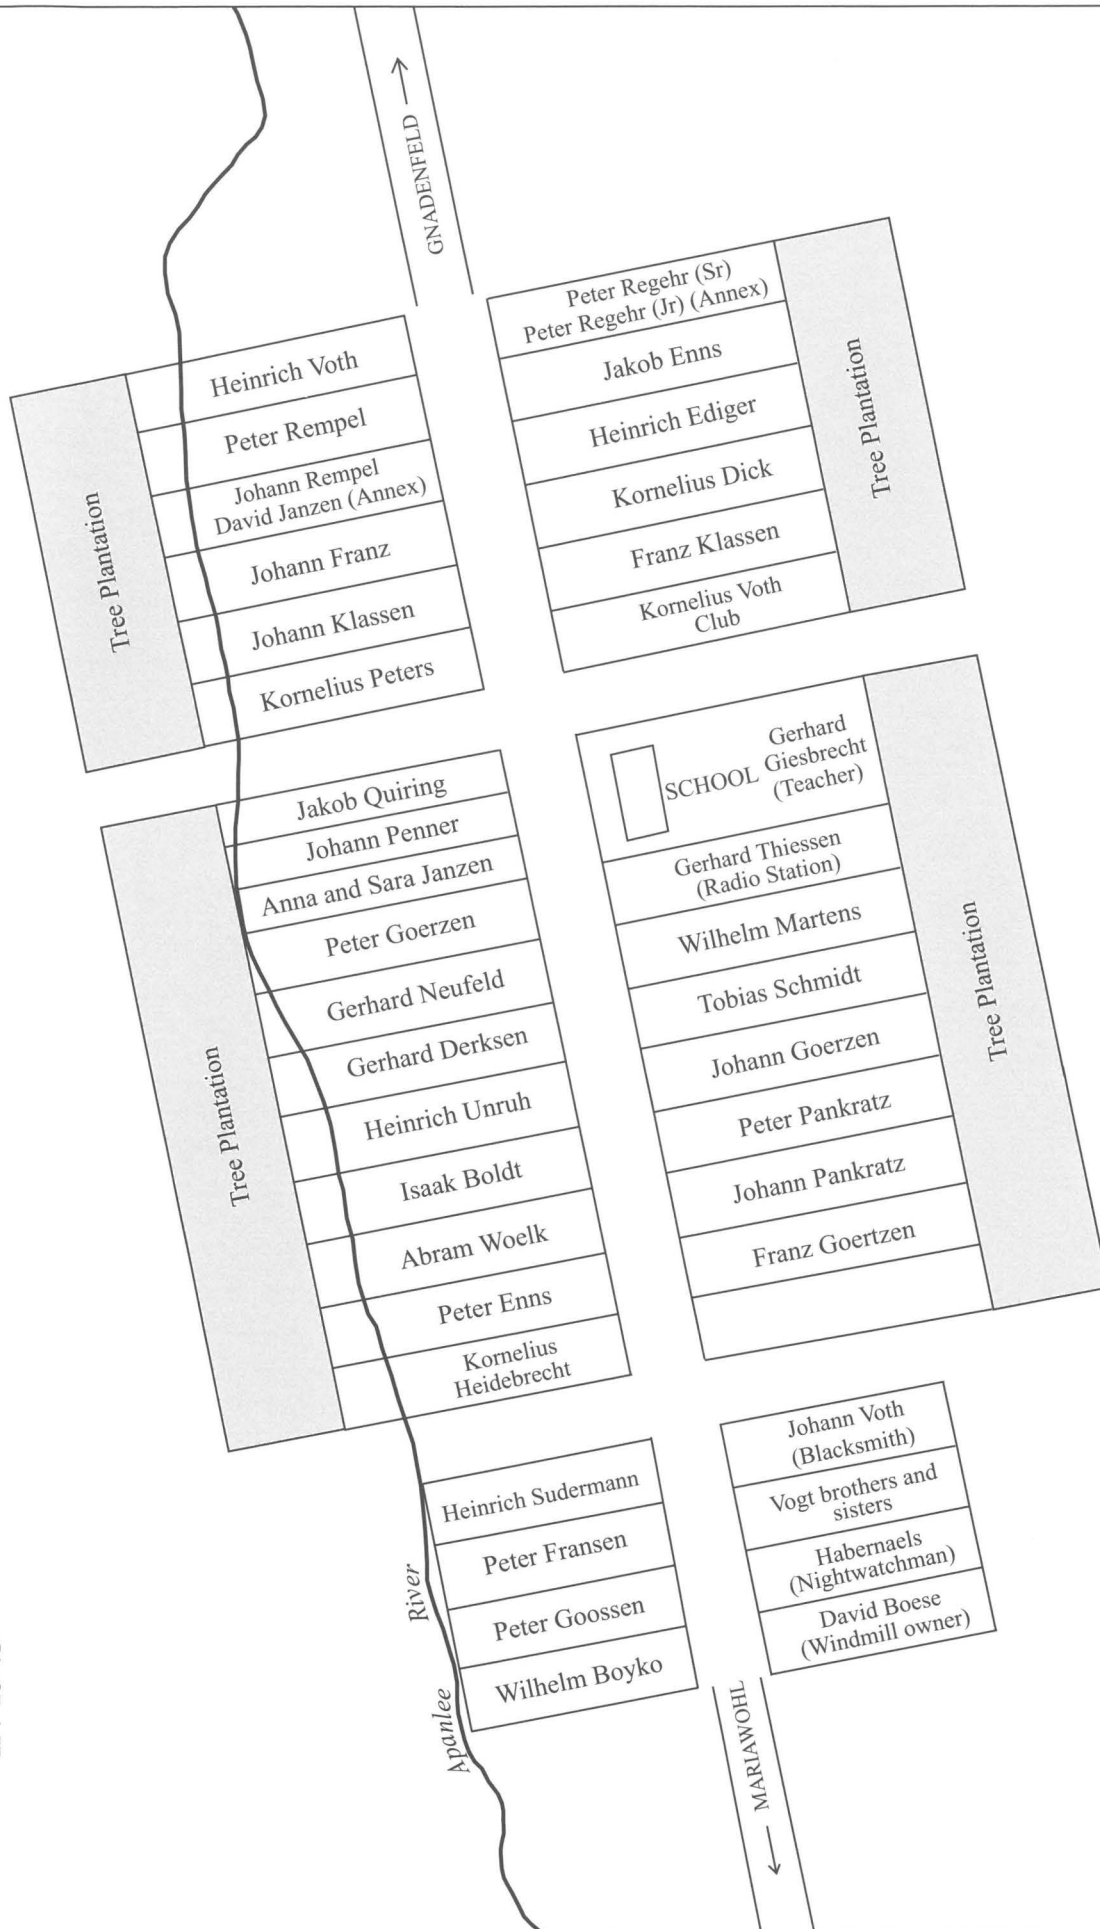 GNADENFELD
Peter Regehr (Sr)
Peter Regehr (Jr) (Annex)
Jakob Enns
Heinrich Ediger
Kornelius Dick
Franz Klassen
Kornelius Voth
Club
Tree Plantation
Heinrich Voth
Peter Rempel
Johann Rempel
David Janzen (Annex)
Johann Franz
Johann Klassen
Kornelius Peters
Tree Plantation
Jakob Quiring
Johann Penner
Anna and Sara Janzen
Peter Goerzen
Gerhard Neufeld
Gerhard Derksen
Heinrich Unruh
Isaak Boldt
Abram Woelk
Peter Enns
Kornelius
Heidebrecht
Tree Plantation
SCHOOL
Gerhard
Giesbrecht
(Teacher)
Gerhard Thiessen
(Radio Station)
Wilhelm Martens
Tobias Schmidt
Johann Goerzen
Peter Pankratz
Johann Pankratz
Franz Goertzen
Tree Plantation
Heinrich Sudermann
Peter Fransen
Peter Goossen
Wilhelm Boyko
Johann Voth
(Blacksmith)
Vogt brothers and
sisters
Habernaels
(Nightwatchman)
David Boese
(Windmill owner)
Apanlee River
MARIAWOHL